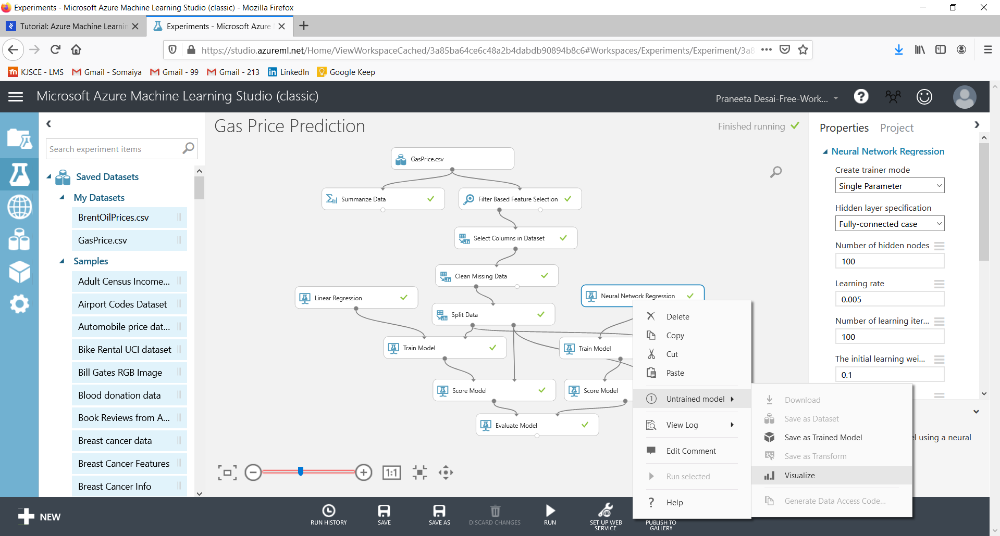 Experiments - Microsoft Azure Machine Learning Studio (classic) - Mozilla Firefox
Tutorial: Azure Machine Learnin
Experiments - Microsoft Azure
https://studio.azureml.net/Home/ViewWorkspaceCached/3a85ba64ce6c48a2b4dabdb90894b8c6#Workspaces/Experiments/Experiment/3a8
KJSCE - LMS
Gmail - Somaiya
Gmail - 99
Gmail - 213
LinkedIn
Google Keep
Microsoft Azure Machine Learning Studio (classic)
Praneeta Desai-Free-Work...
Search experiment items
Saved Datasets
My Datasets
BrentOilPrices.csv
GasPrice.csv
Samples
Adult Census Income...
Airport Codes Dataset
Automobile price dat...
Bike Rental UCI dataset
Bill Gates RGB Image
Blood donation data
Book Reviews from A...
Breast cancer data
Breast Cancer Features
Breast Cancer Info
Gas Price Prediction
Finished running
GasPrice.csv
Summarize Data
Filter Based Feature Selection
Select Columns in Dataset
Clean Missing Data
Linear Regression
Neural Network Regression
Split Data
Train Model
Train Model
Score Model
Score Model
Evaluate Model
1:1
Delete
Copy
Cut
Paste
1 Untrained model
View Log
Edit Comment
Run selected
Help
Download
Save as Dataset
Save as Trained Model
Save as Transform
Visualize
Generate Data Access Code...
Properties
Project
Neural Network Regression
Create trainer mode
Single Parameter
Hidden layer specification
Fully-connected case
Number of hidden nodes
100
Learning rate
0.005
Number of learning iter...
100
The initial learning wei...
0.1
el using a neural
NEW
RUN HISTORY
SAVE
SAVE AS
DISCARD CHANGES
RUN
SET UP WEB
SERVICE
PUBLISH TO
GALLERY